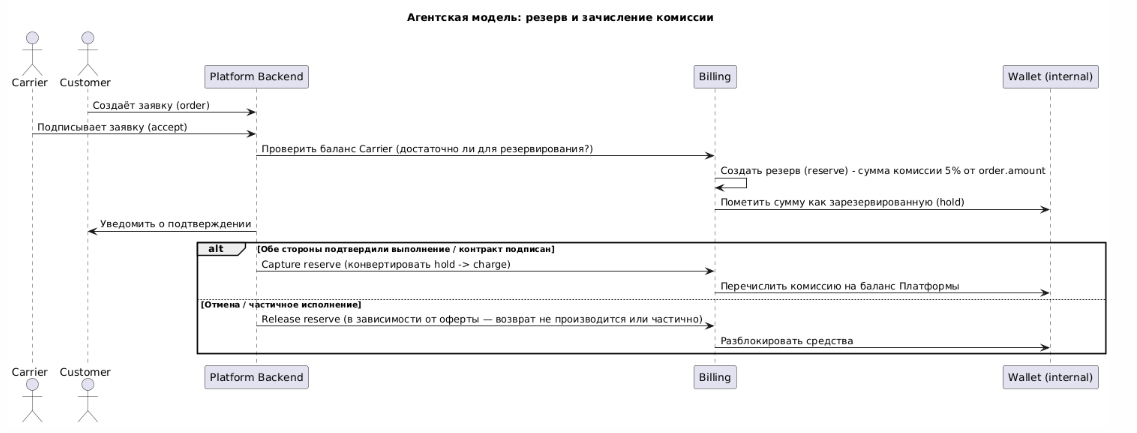 Агентская модель: резерв и зачисление комиссии
Carrier
Customer
Platform Backend
Billing
Wallet (internal)
Создаёт заявку (order)
Подписывает заявку (accept)
Проверить баланс Carrier (достаточно ли для резервирования?)
Создать резерв (reserve) - сумма комиссии 5% от order.amount
Пометить сумму как зарезервированную (hold)
Уведомить о подтверждении
alt
[Обе стороны подтвердили выполнение / контракт подписан]
Capture reserve (конвертировать hold -> charge)
Перечислить комиссию на баланс Платформы
[Отмена / частичное исполнение]
Release reserve (в зависимости от оферты — возврат не производится или частично)
Разблокировать средства
Carrier
Customer
Platform Backend
Billing
Wallet (internal)